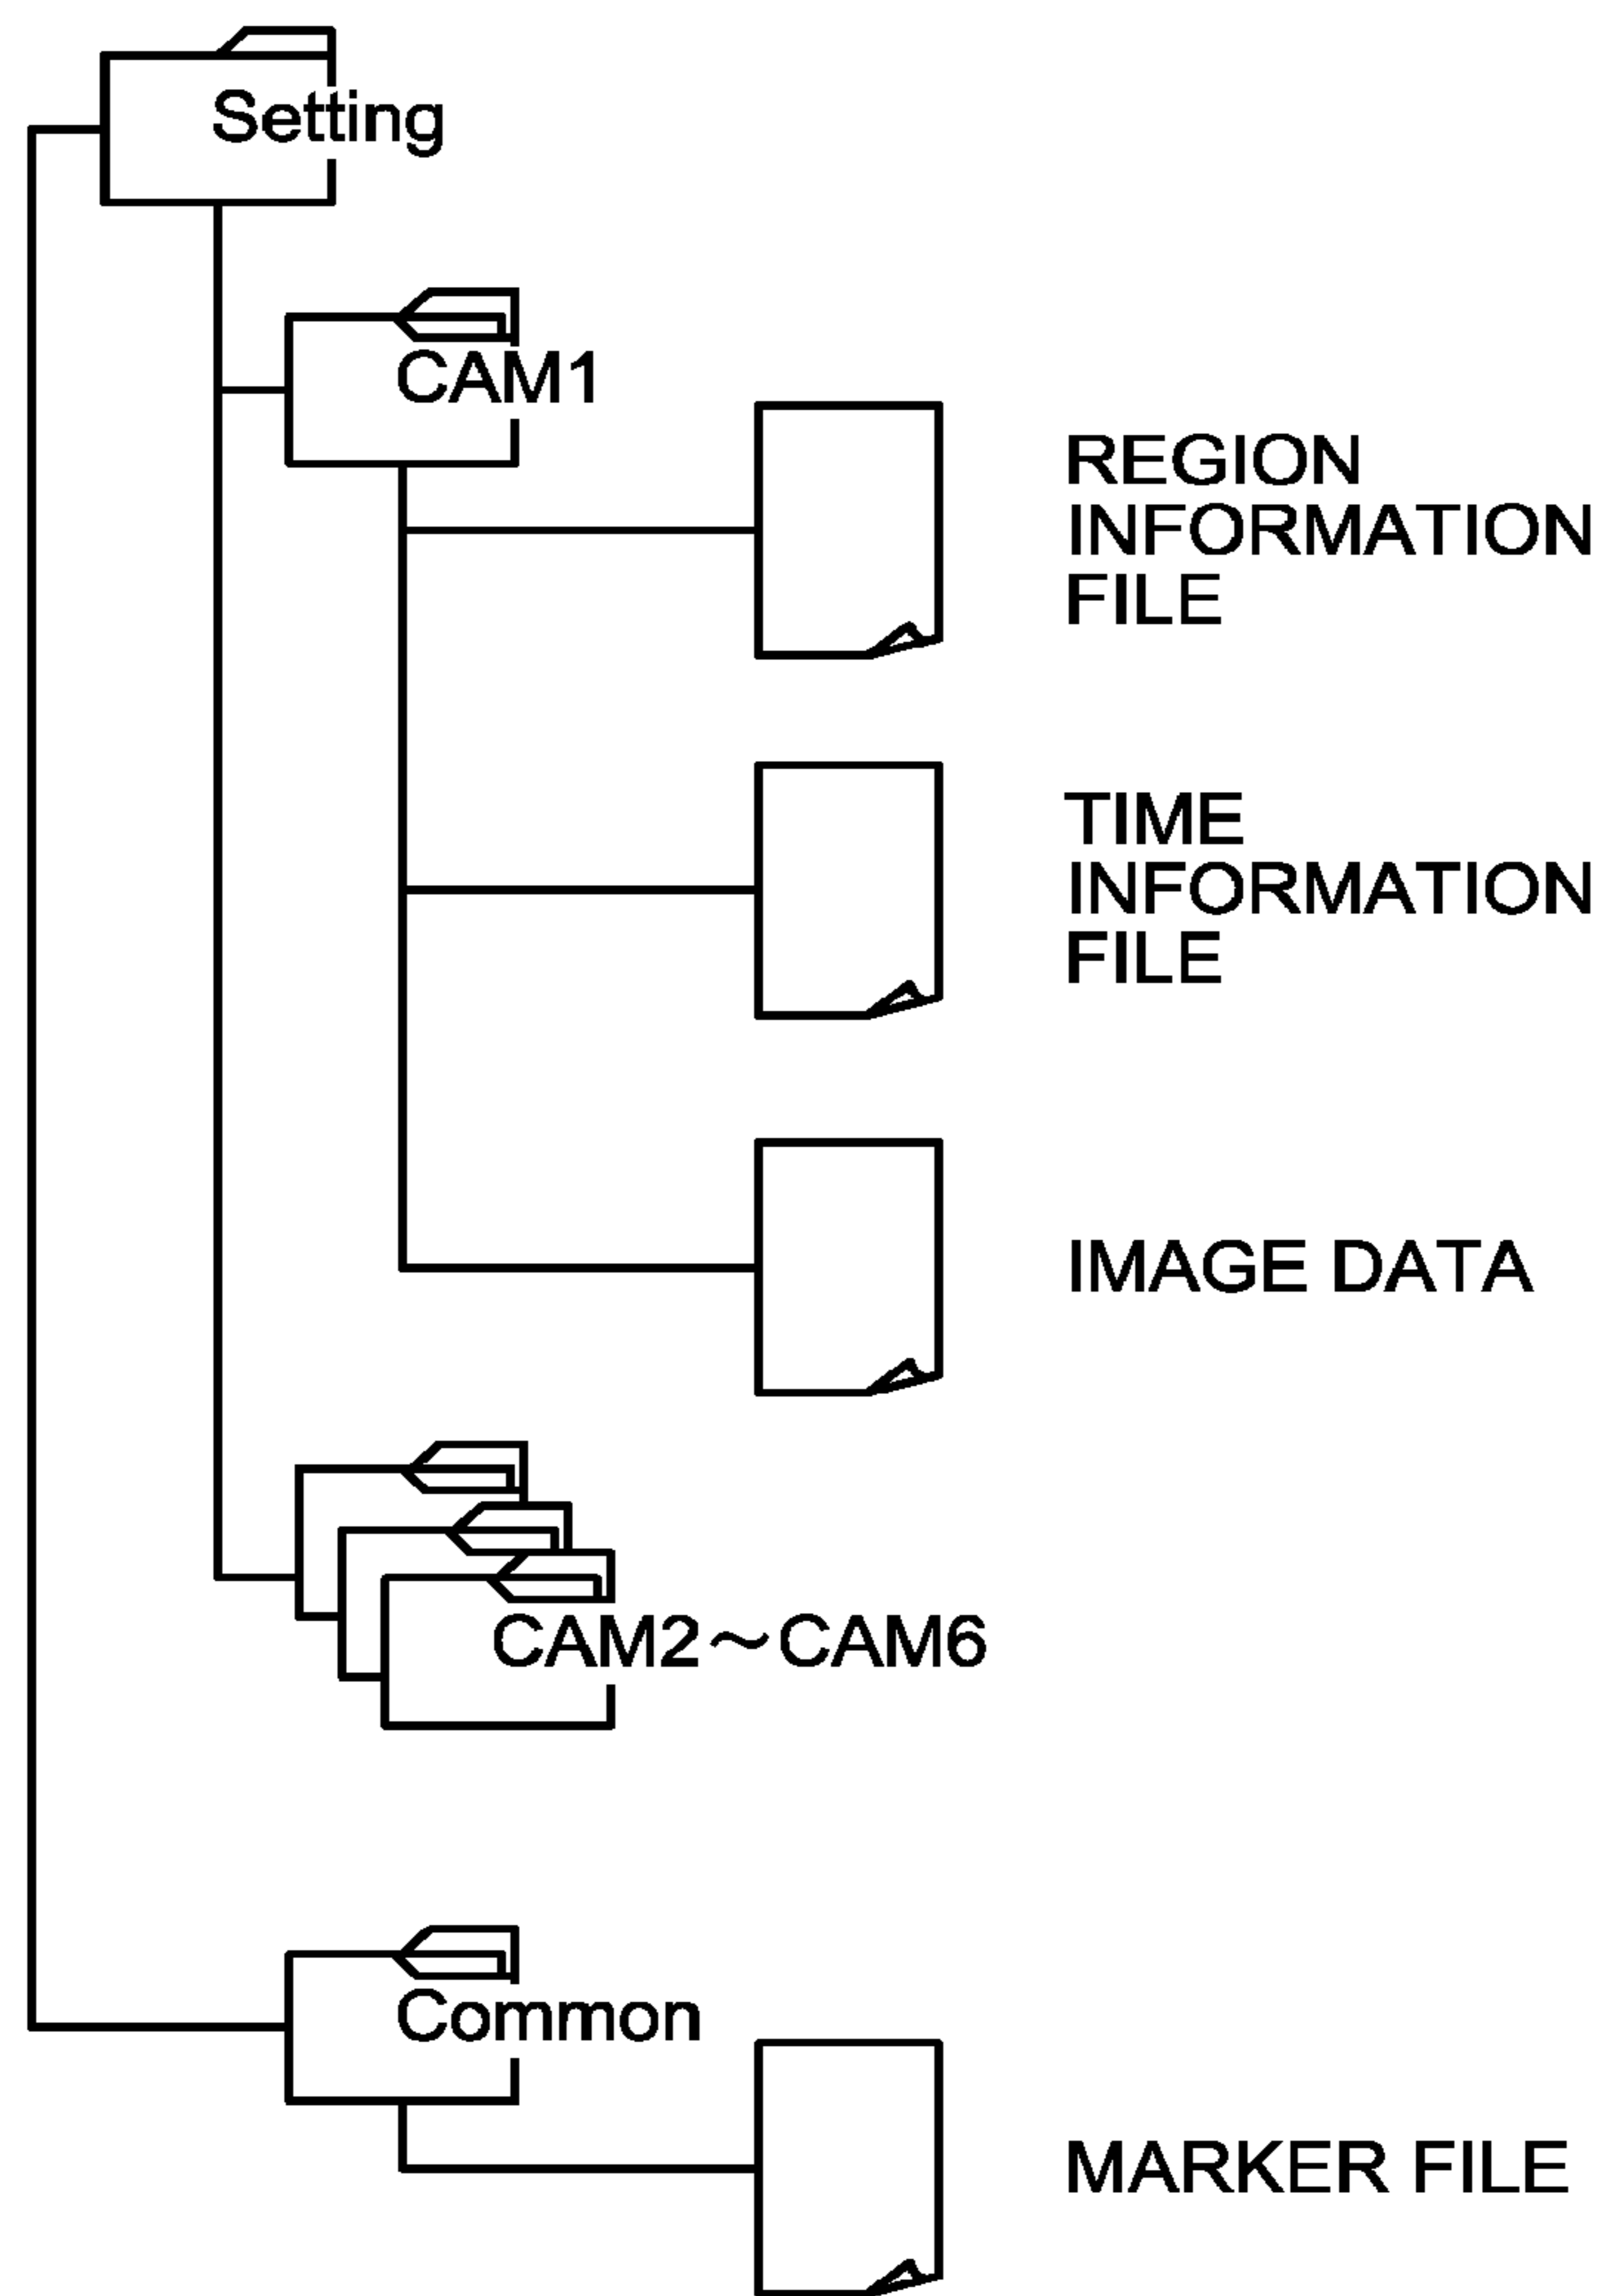 Setting
CAM1
REGION
INFORMATION
FILE
TIME
INFORMATION
FILE
IMAGE DATA
CAM2～CAM6
Common
MARKER FILE